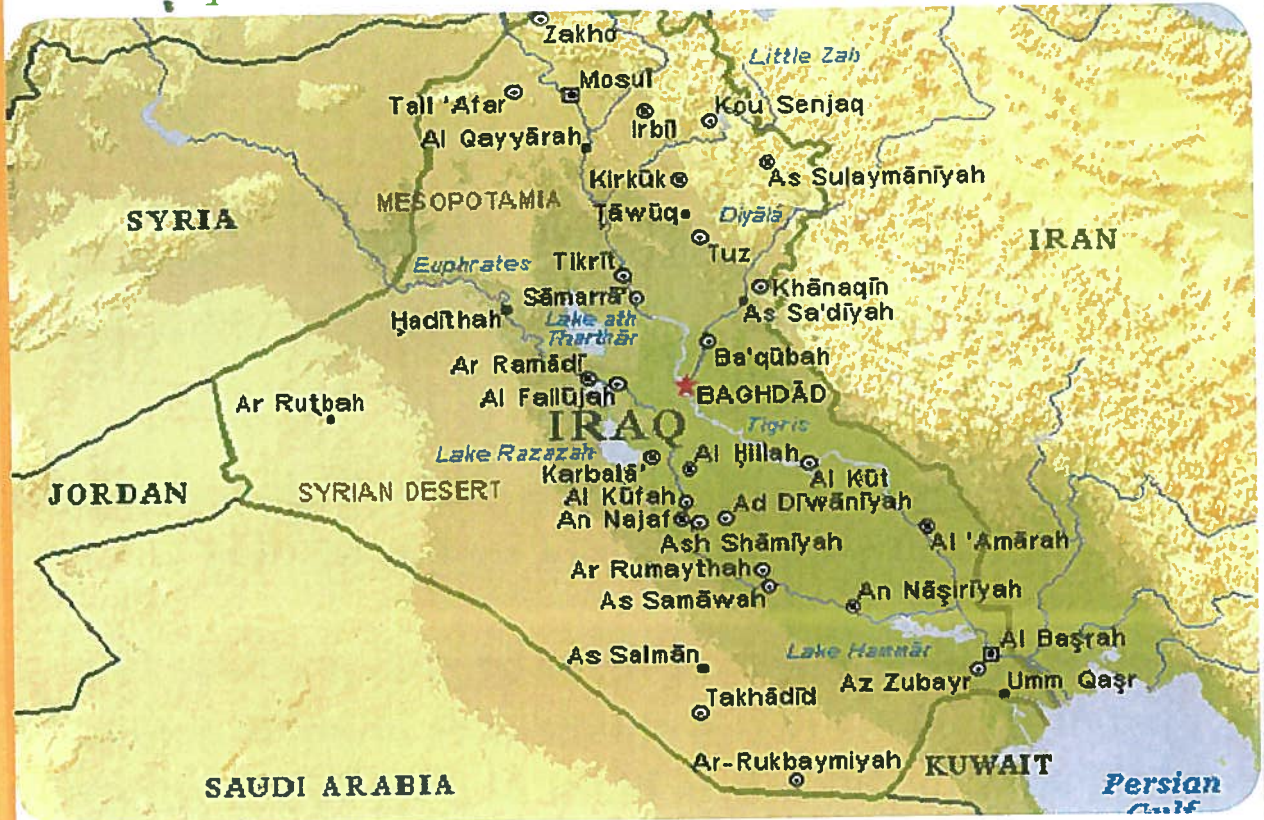 Zakho
Little Zab
Mosul
Tall 'Afar
Kou Senjaq
Irbīl
Al Qayyārah
As Sulaymānīyah
Kirkūk
MESOPOTAMIA
Ţāwūq
Diyálá
SYRIA
IRAN
Tuz
Euphrates
Tikrīt
Khānaqīn
Sāmarrā'
As Sa'dīyah
Ḩadīthah
Lake ath
Tharthār
Ba'qūbah
Ar Ramādī
BAGHDĀD
Al Fallūjah
Ar Ruţbah
IRAQ
Tigris
Lake Razazah
Al Ḩillah
Karbalā'
Al Kūt
JORDAN
SYRIAN DESERT
Al Kūfah
Ad Dīwānīyah
An Najaf
Ash Shāmīyah
Al 'Amārah
Ar Rumaythah
An Nāşirīyah
As Samāwah
Al Başrah
Lake Hammār
As Salmān
Az Zubayr
Umm Qaşr
Takhādīd
Ar-Rukbaymiyah
KUWAIT
SAUDI ARABIA
Persian
Gulf